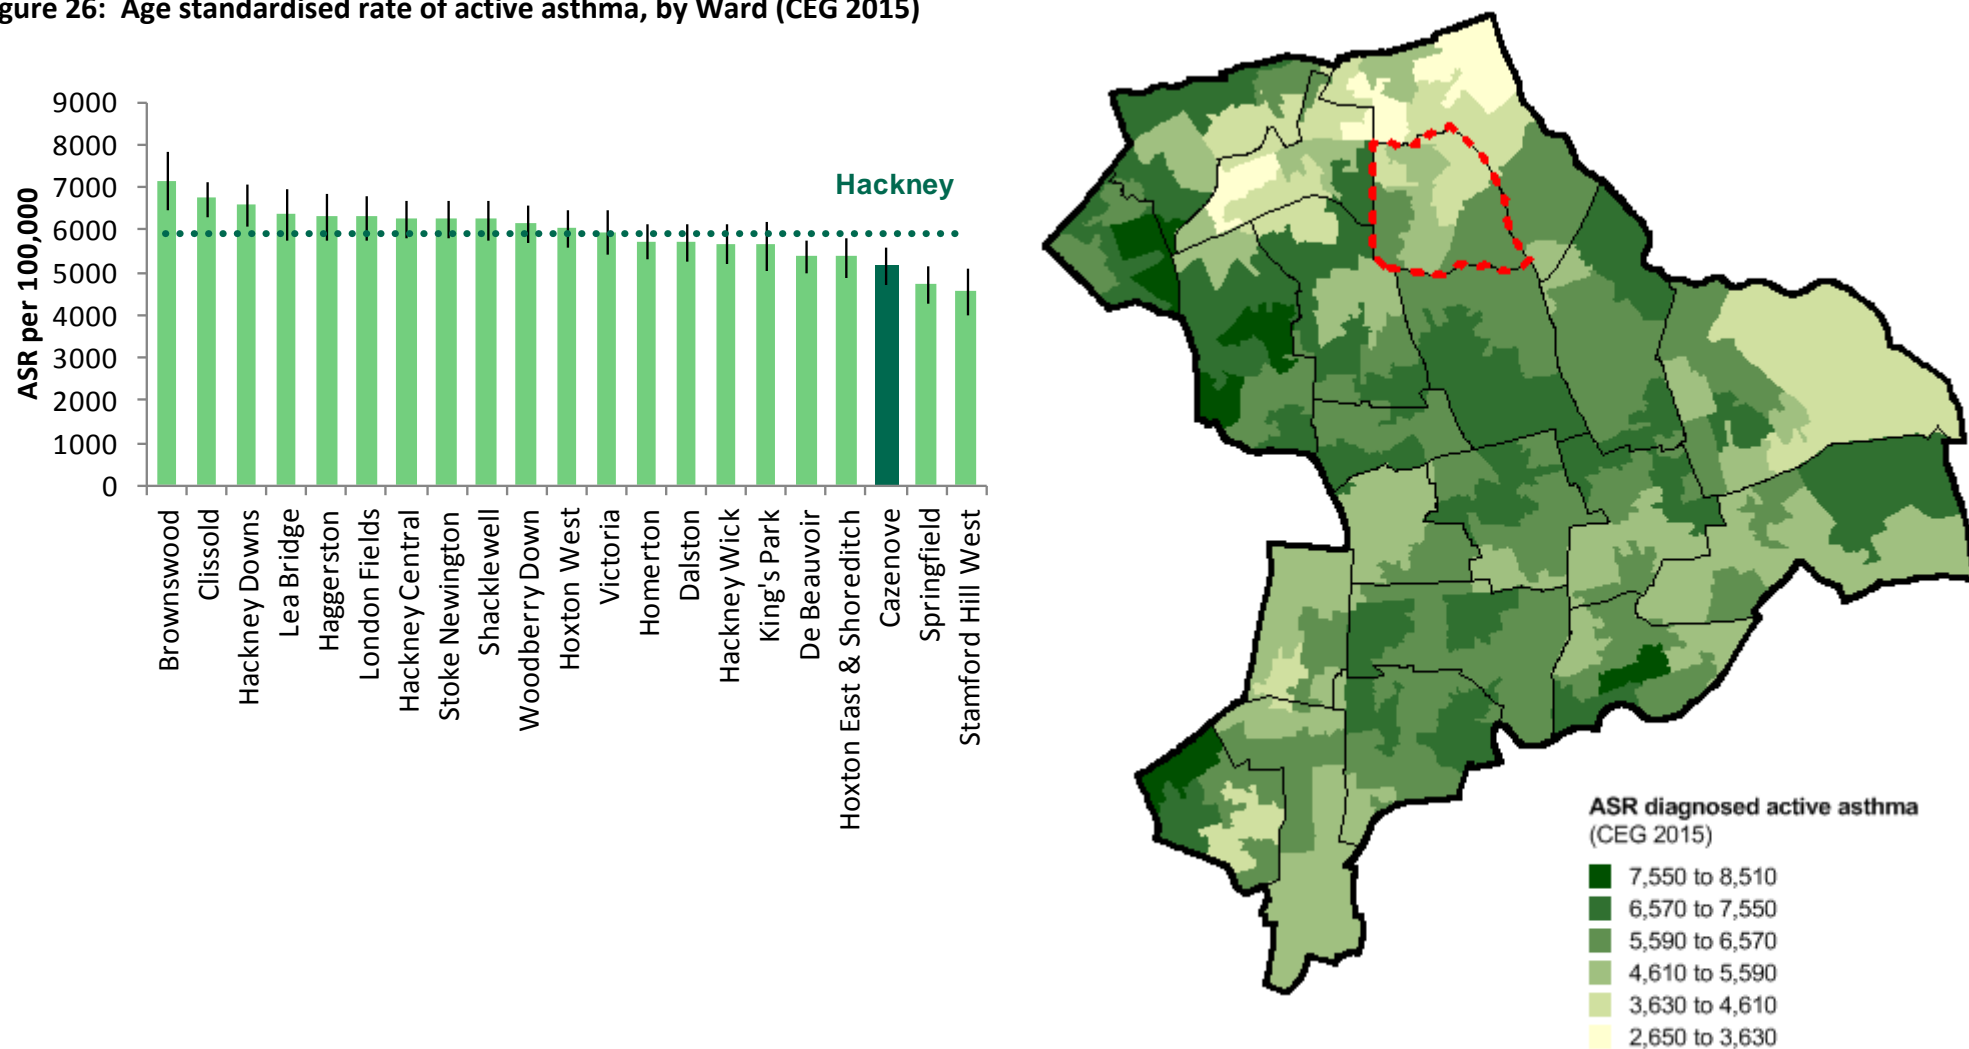 gure 26: Age standardised rate of active asthma, by Ward (CEG 2015)
ASR per 100,000
9000
8000
7000
6000
5000
4000
3000
2000
1000
0
Hackney
Brownswood
Clissold
Hackney Downs
Lea Bridge
Haggerston
London Fields
Hackney Central
Stoke Newington
Shacklewell
Woodberry Down
Hoxton West
Victoria
Homerton
Dalston
Hackney Wick
King's Park
De Beauvoir
Hoxton East & Shoreditch
Cazenove
Springfield
Stamford Hill West
ASR diagnosed active asthma
(CEG 2015)
7,550 to 8,510
6,570 to 7,550
5,590 to 6,570
4,610 to 5,590
3,630 to 4,610
2,650 to 3,630